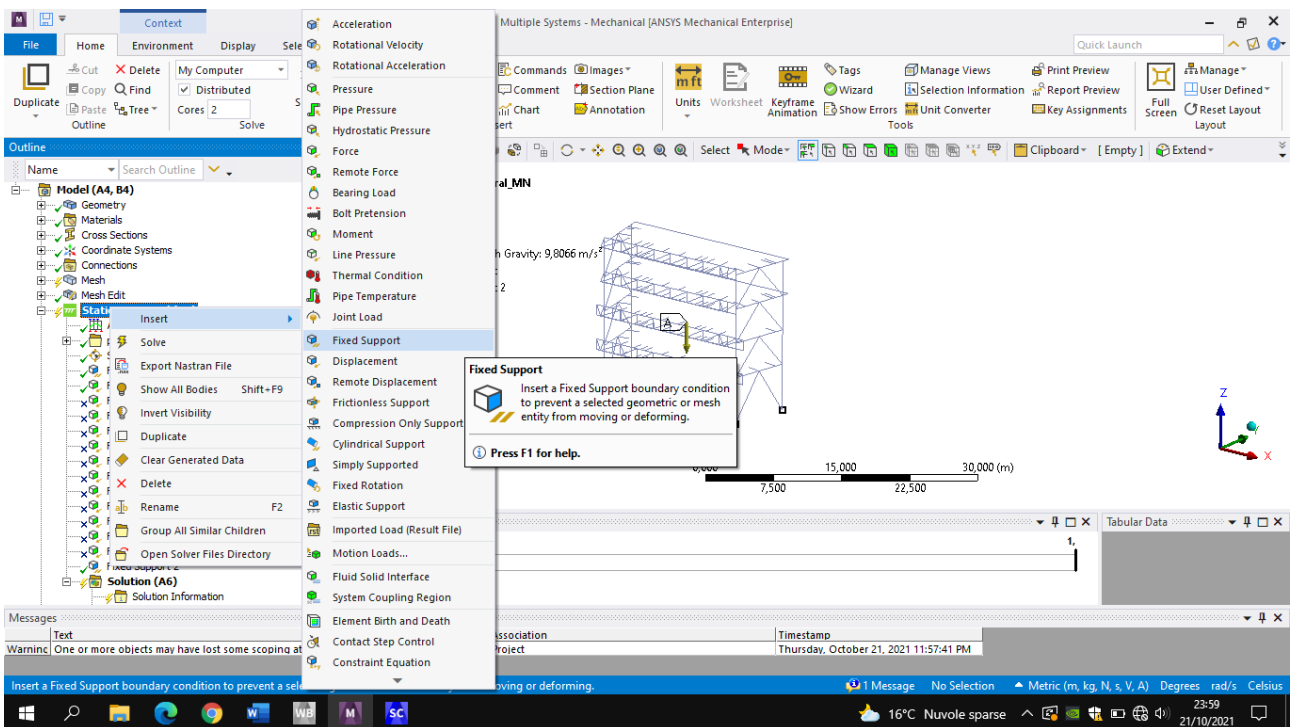 Context
Multiple Systems - Mechanical [ANSYS Mechanical Enterprise]
File Home Environment Display Sele
Quick Launch
Duplicate
Cut Delete
Copy Find
Paste Tree
Outline
My Computer
Distributed
Cores 2
Solve
S
Commands Images
Comment Section Plane
Chart Annotation
sert
mft
Units Worksheet Keyframe Animation
Tags
Wizard
Show Errors
Manage Views
Selection Information
Unit Converter
Print Preview
Report Preview
Key Assignments
Tools
Full Screen
Manage
User Defined
Reset Layout
Layout
Outline
Name Search Outline
Select Mode
Clipboard [Empty] Extend
Model (A4, B4)
Geometry
Materials
Cross Sections
Coordinate Systems
Connections
Mesh
Mesh Edit
Stati
Fixed Support 2
Solution (A6)
Solution Information
Insert
Solve
Export Nastran File
Show All Bodies Shift+F9
Invert Visibility
Duplicate
Clear Generated Data
Delete
Rename F2
Group All Similar Children
Open Solver Files Directory
Acceleration
Rotational Velocity
Rotational Acceleration
Pressure
Pipe Pressure
Hydrostatic Pressure
Force
Remote Force
Bearing Load
Bolt Pretension
Moment
Line Pressure
Thermal Condition
Pipe Temperature
Joint Load
Fixed Support
Displacement
Remote Displacement
Frictionless Support
Compression Only Support
Cylindrical Support
Simply Supported
Fixed Rotation
Elastic Support
Imported Load (Result File)
Motion Loads...
Fluid Solid Interface
System Coupling Region
Element Birth and Death
Contact Step Control
Constraint Equation
ral_MN
h Gravity: 9,8066 m/s²
: 2
A
Fixed Support
Insert a Fixed Support boundary condition
to prevent a selected geometric or mesh
entity from moving or deforming.
Press F1 for help.
Z
Y
X
0,000 15,000 30,000 (m)
7,500 22,500
Tabular Data
1,
Messages
Text Association Timestamp
Warning One or more objects may have lost some scoping at Project Thursday, October 21, 2021 11:57:41 PM
Insert a Fixed Support boundary condition to prevent a sele oving or deforming.
1 Message No Selection Metric (m, kg, N, s, V, A) Degrees rad/s Celsius
WB M SC
16°C Nuvole sparse
23:59
21/10/2021